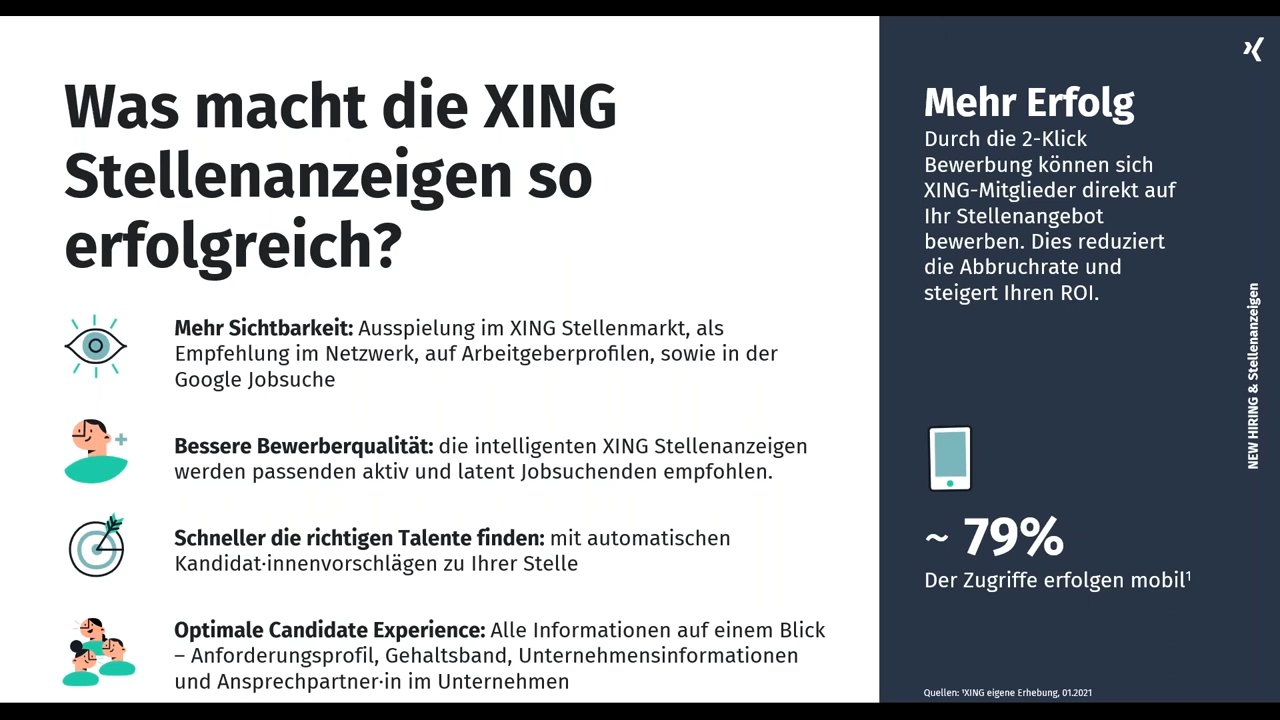 Was macht die XING
Stellenanzeigen so
erfolgreich?
Mehr Sichtbarkeit: Ausspielung im XING Stellenmarkt, als
Empfehlung im Netzwerk, auf Arbeitgeberprofilen, sowie in der
Google Jobsuche
Bessere Bewerberqualität: die intelligenten XING Stellenanzeigen
werden passenden aktiv und latent Jobsuchenden empfohlen.
Schneller die richtigen Talente finden: mit automatischen
Kandidat·innenvorschlägen zu Ihrer Stelle
Optimale Candidate Experience: Alle Informationen auf einem Blick
– Anforderungsprofil, Gehaltsband, Unternehmensinformationen
und Ansprechpartner·in im Unternehmen
Mehr Erfolg
Durch die 2-Klick
Bewerbung können sich
XING-Mitglieder direkt auf
Ihr Stellenangebot
bewerben. Dies reduziert
die Abbruchrate und
steigert Ihren ROI.
~ 79%
Der Zugriffe erfolgen mobil¹
Quellen: ¹XING eigene Erhebung, 01.2021
NEW HIRING & Stellenanzeigen